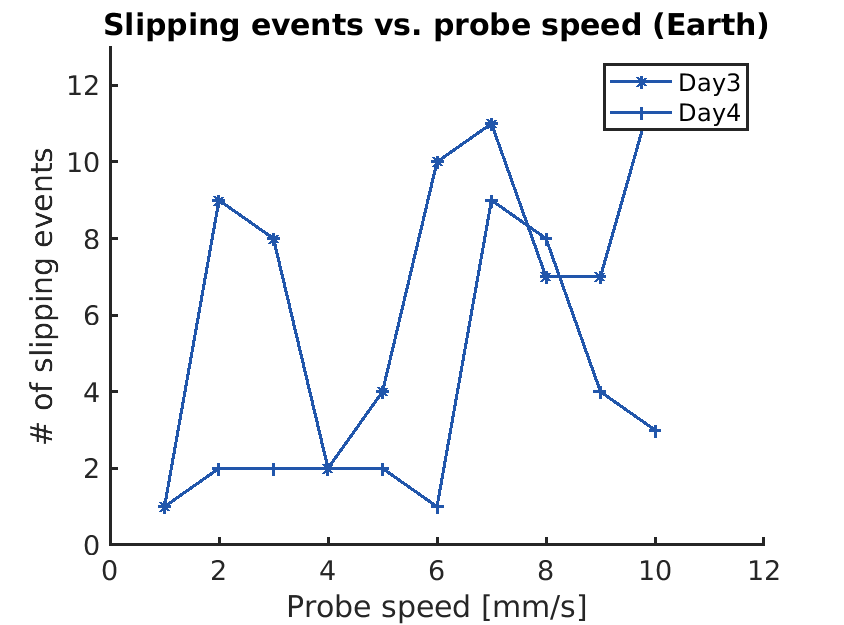 Slipping events vs. probe speed (Earth)
Day3
Day4
12
10
8
6
4
2
0
# of slipping events
0 2 4 6 8 10 12
Probe speed [mm/s]